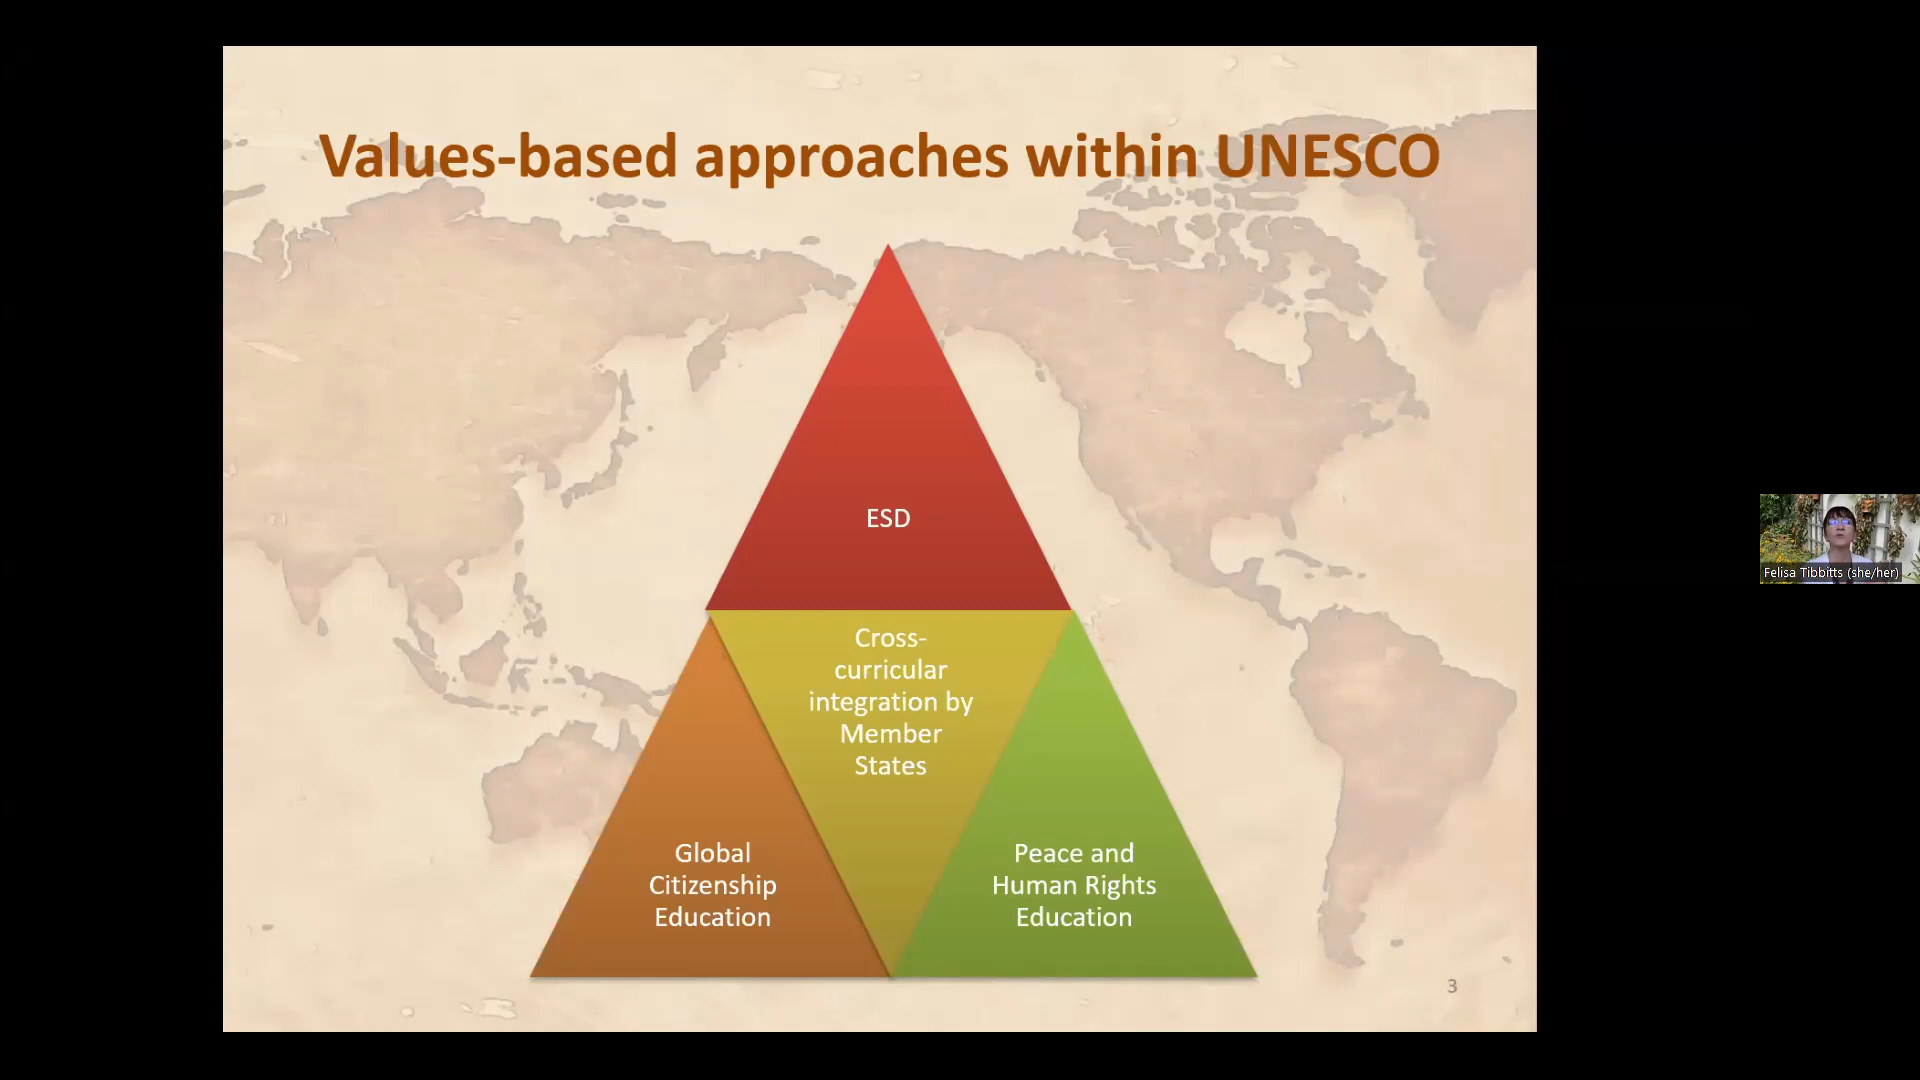 Values-based approaches within UNESCO
ESD
Cross-
curricular
integration by
Member
States
Global
Citizenship
Education
Peace and
Human Rights
Education
3
Felisa Tibbitts (she/her)